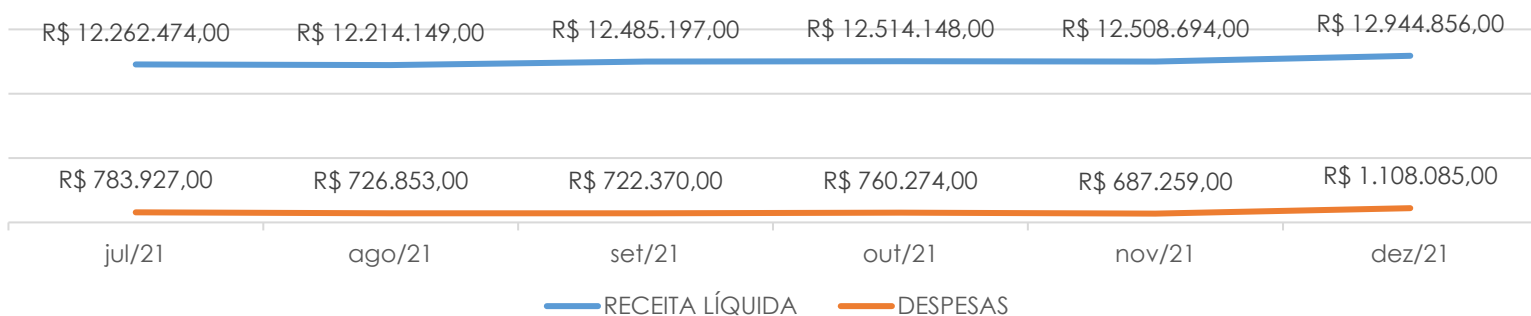 R$ 12.262.474,00 R$ 12.214.149,00 R$ 12.485.197,00 R$ 12.514.148,00 R$ 12.508.694,00 R$ 12.944.856,00
R$ 783.927,00 R$ 726.853,00 R$ 722.370,00 R$ 760.274,00 R$ 687.259,00 R$ 1.108.085,00
jul/21 ago/21 set/21 out/21 nov/21 dez/21
RECEITA LÍQUIDA DESPESAS